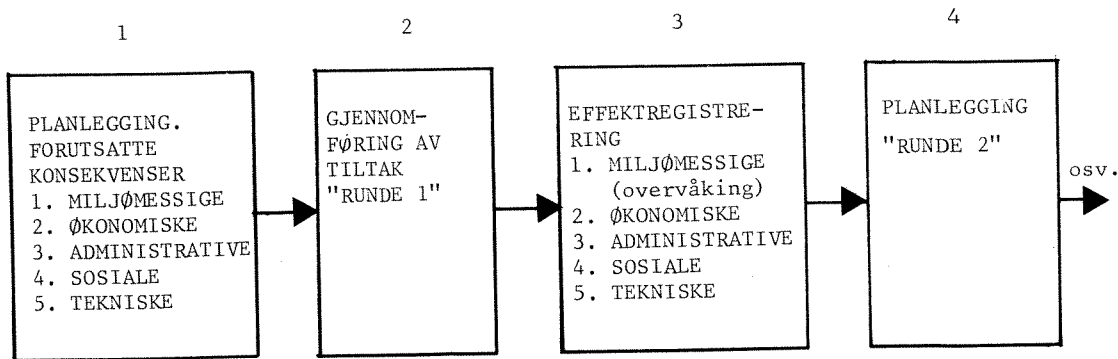 1
2
3
4
PLANLEGGING.
FORUTSATTE
KONSEKVENSER
1. MILJØMESSIGE
2. ØKONOMISKE
3. ADMINISTRATIVE
4. SOSIALE
5. TEKNISKE
GJENNOM-
FØRING AV
TILTAK
"RUNDE 1"
EFFEKTREGISTRE-
RING
1. MILJØMESSIGE
(overvåking)
2. ØKONOMISKE
3. ADMINISTRATIVE
4. SOSIALE
5. TEKNISKE
PLANLEGGING
"RUNDE 2"
osv.